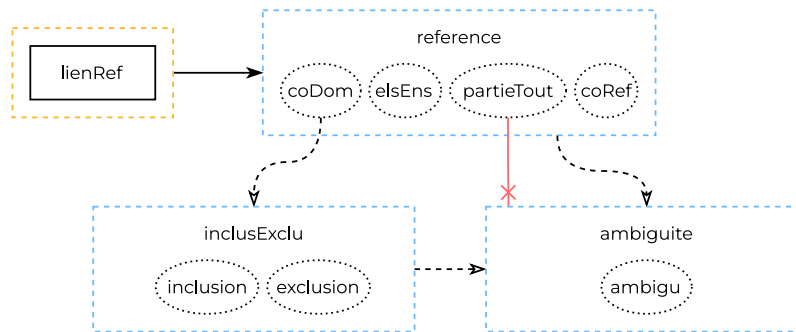 reference
lienRef
coDom elsEns partieTout coRef
inclusExclu ambiguite
inclusion exclusion ambigu